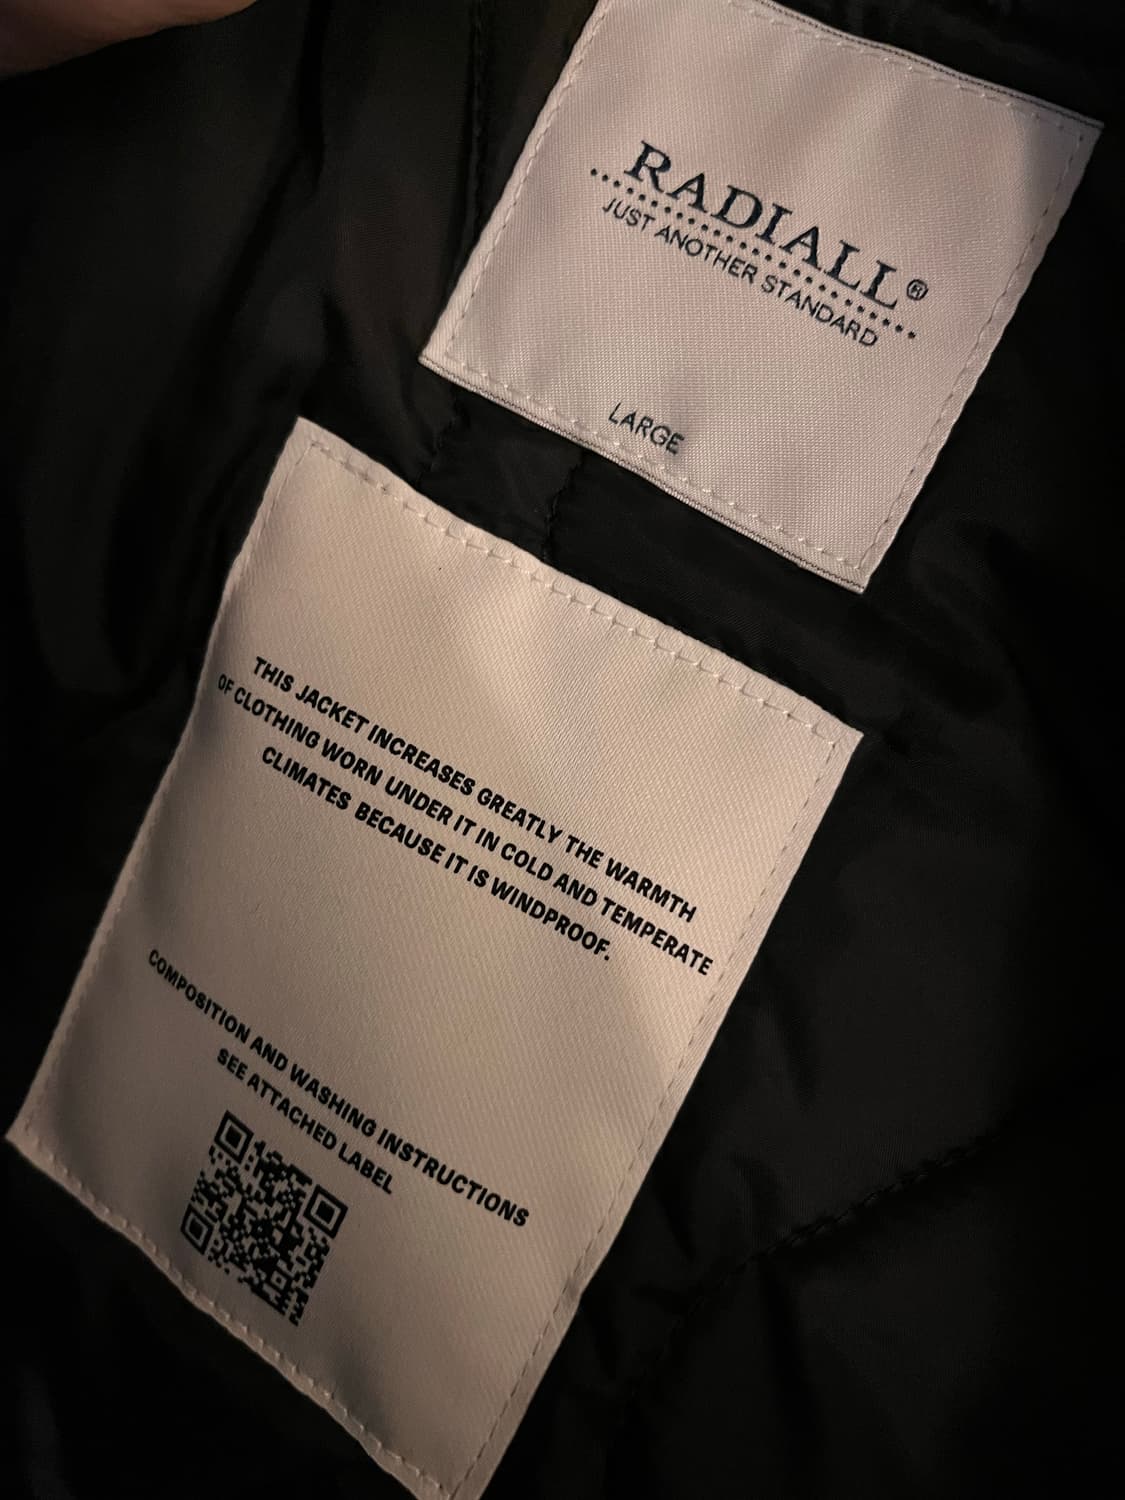 RADIALL®
JUST ANOTHER STANDARD
LARGE
THIS JACKET INCREASES GREATLY THE WARMTH
OF CLOTHING WORN UNDER IT IN COLD AND TEMPERATE
CLIMATES BECAUSE IT IS WINDPROOF.
COMPOSITION AND WASHING INSTRUCTIONS
SEE ATTACHED LABEL